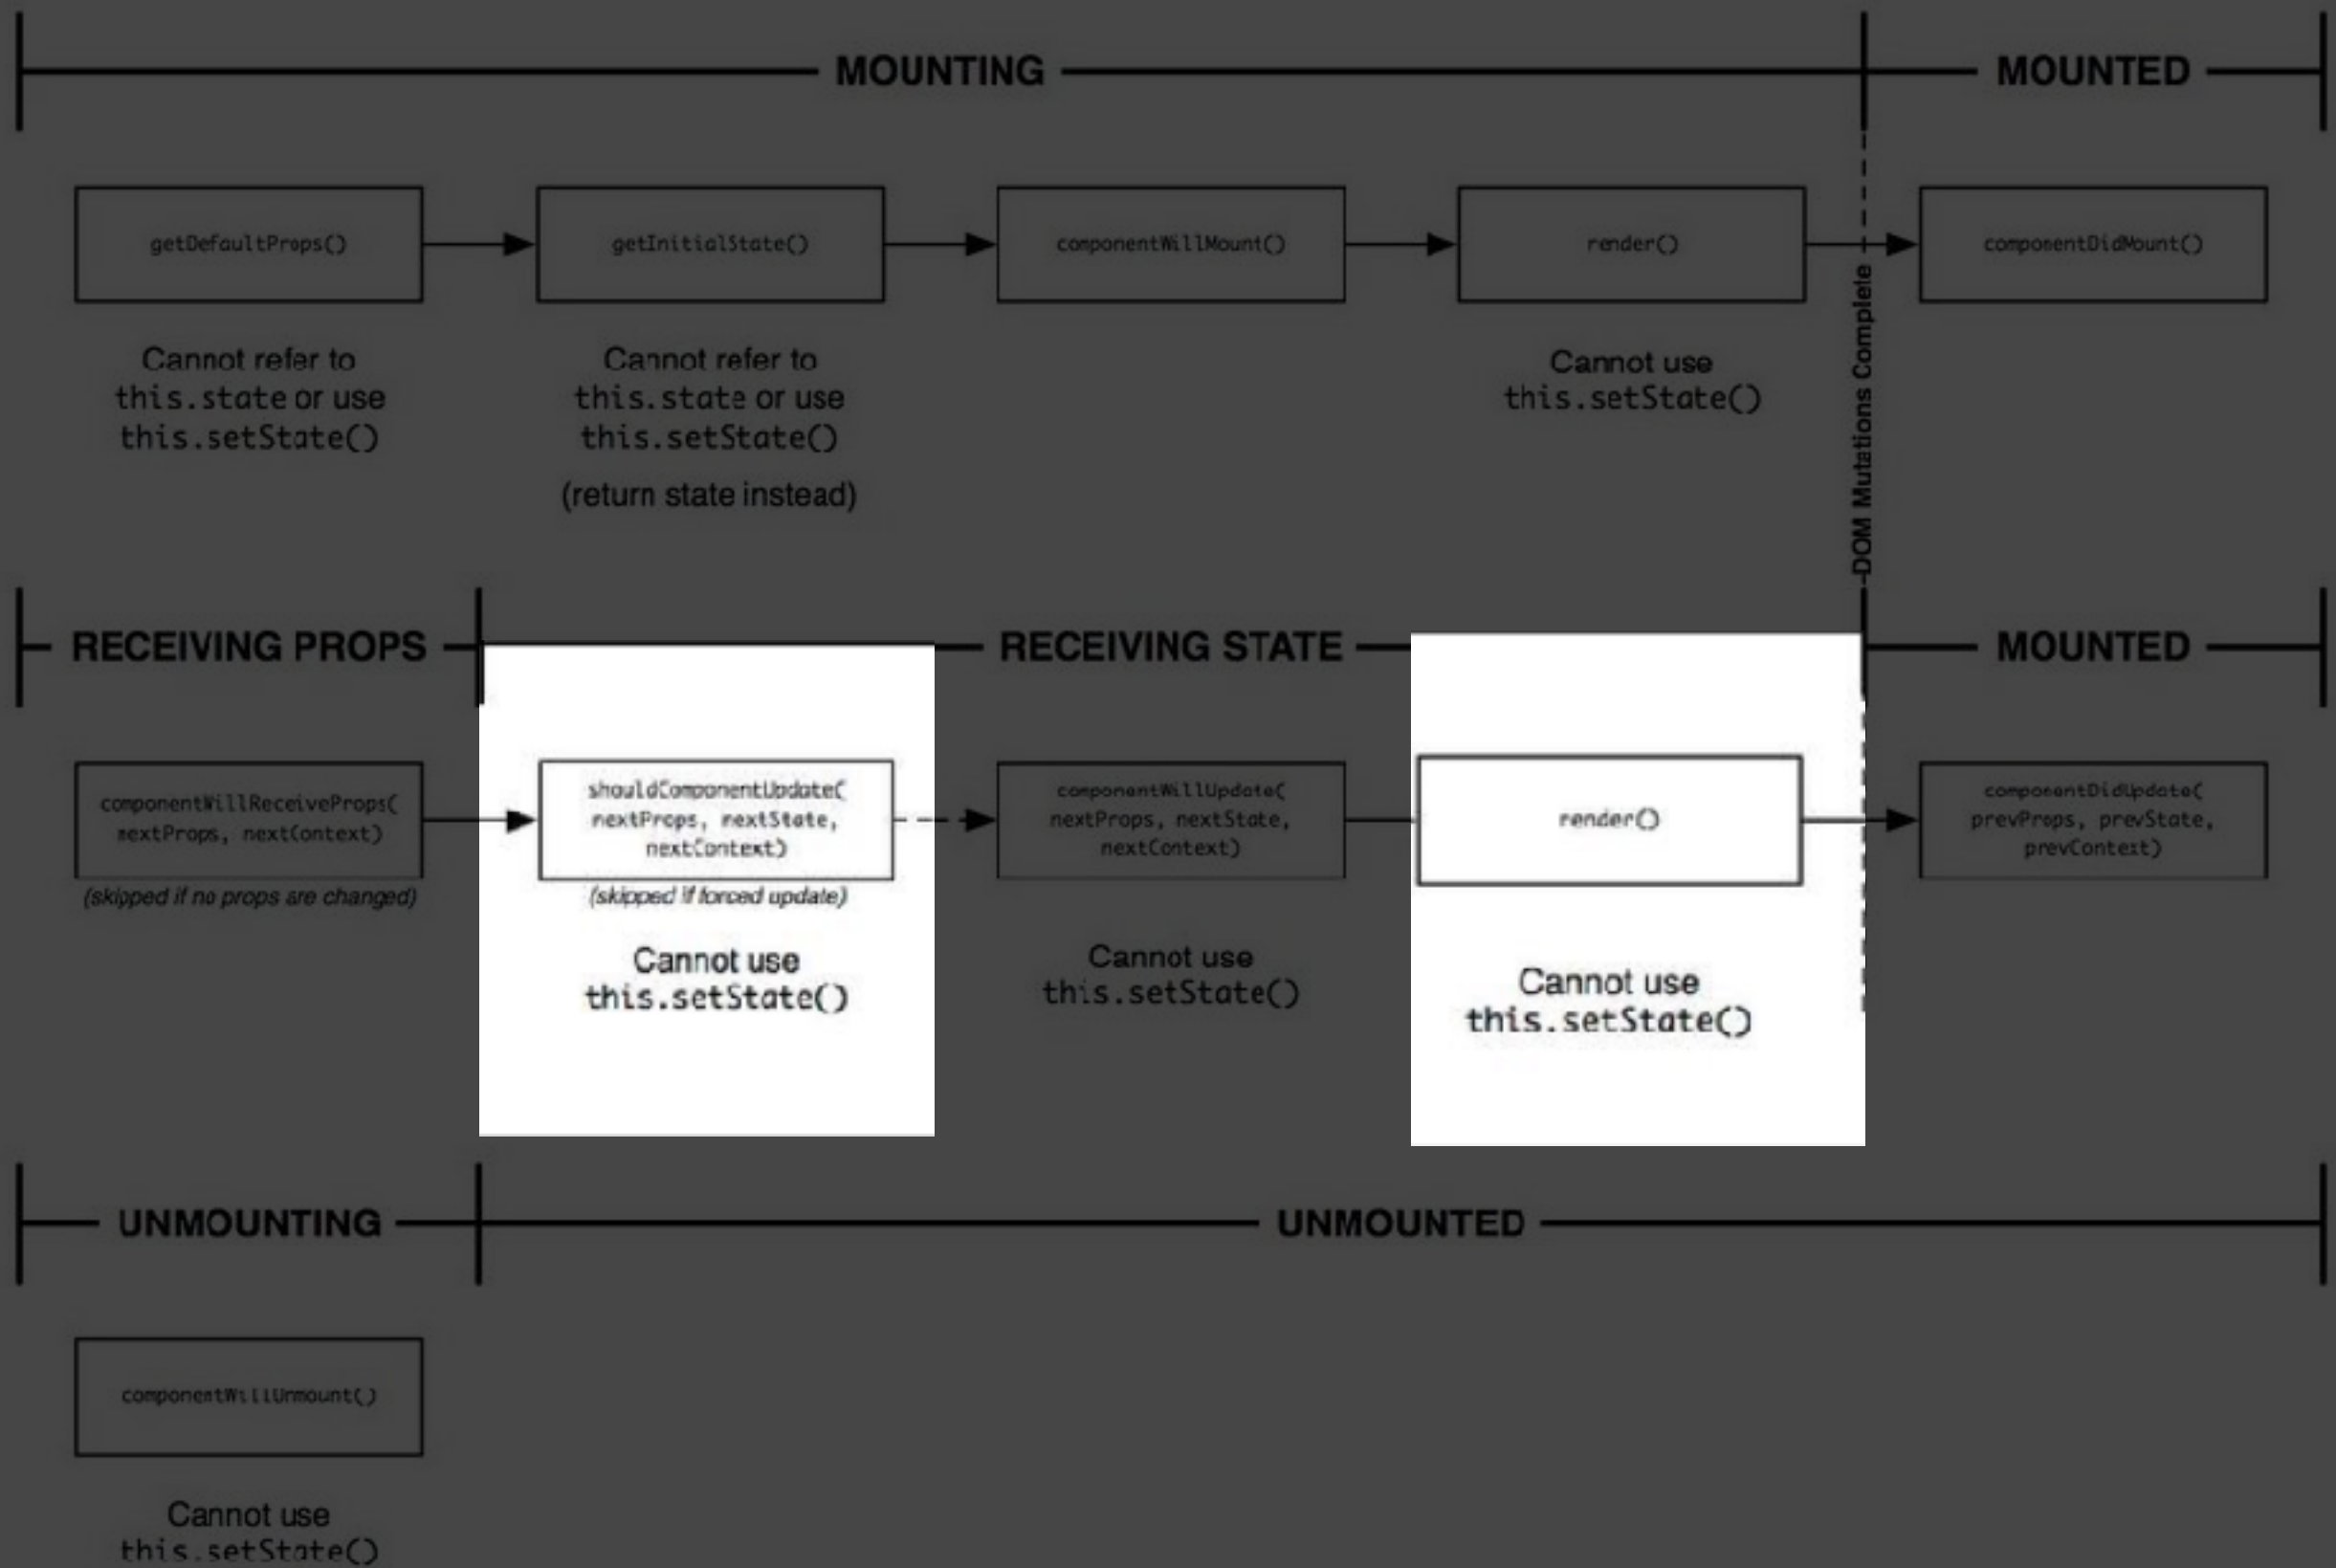 MOUNTING
MOUNTED
getDefaultProps()
getInitialState()
componentWillMount()
render()
componentDidMount()
Cannot refer to
this.state or use
this.setState()
Cannot refer to
this.state or use
this.setState()
(return state instead)
Cannot use
this.setState()
DOM Mutations Complete
RECEIVING PROPS
RECEIVING STATE
MOUNTED
componentWillReceiveProps(
nextProps, nextContext)
(skipped if no props are changed)
shouldComponentUpdate(
nextProps, nextState,
nextContext)
(skipped if forced update)
Cannot use
this.setState()
componentWillUpdate(
nextProps, nextState,
nextContext)
Cannot use
this.setState()
render()
Cannot use
this.setState()
componentDidUpdate(
prevProps, prevState,
prevContext)
UNMOUNTING
UNMOUNTED
componentWillUnmount()
Cannot use
this.setState()